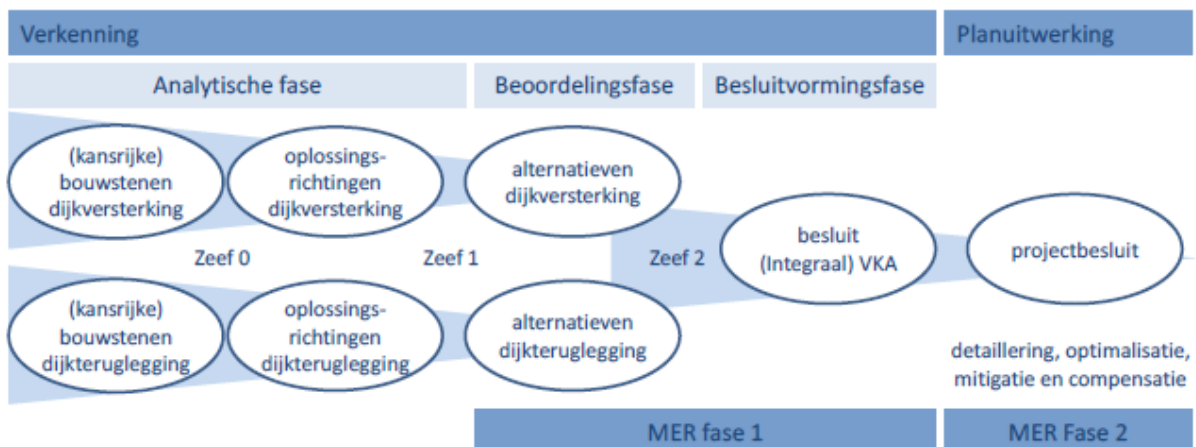 Verkenning
Planuitwerking
Analytische fase
Beoordelingsfase
Besluitvormingsfase
(kansrijke)
bouwstenen
dijkversterking
oplossings-
richtingen
dijkversterking
alternatieven
dijkversterking
Zeef 0
Zeef 1
Zeef 2
besluit
(Integraal) VKA
projectbesluit
(kansrijke)
bouwstenen
dijkteruglegging
oplossings-
richtingen
dijkteruglegging
alternatieven
dijkteruglegging
detaillering, optimalisatie,
mitigatie en compensatie
MER fase 1
MER Fase 2